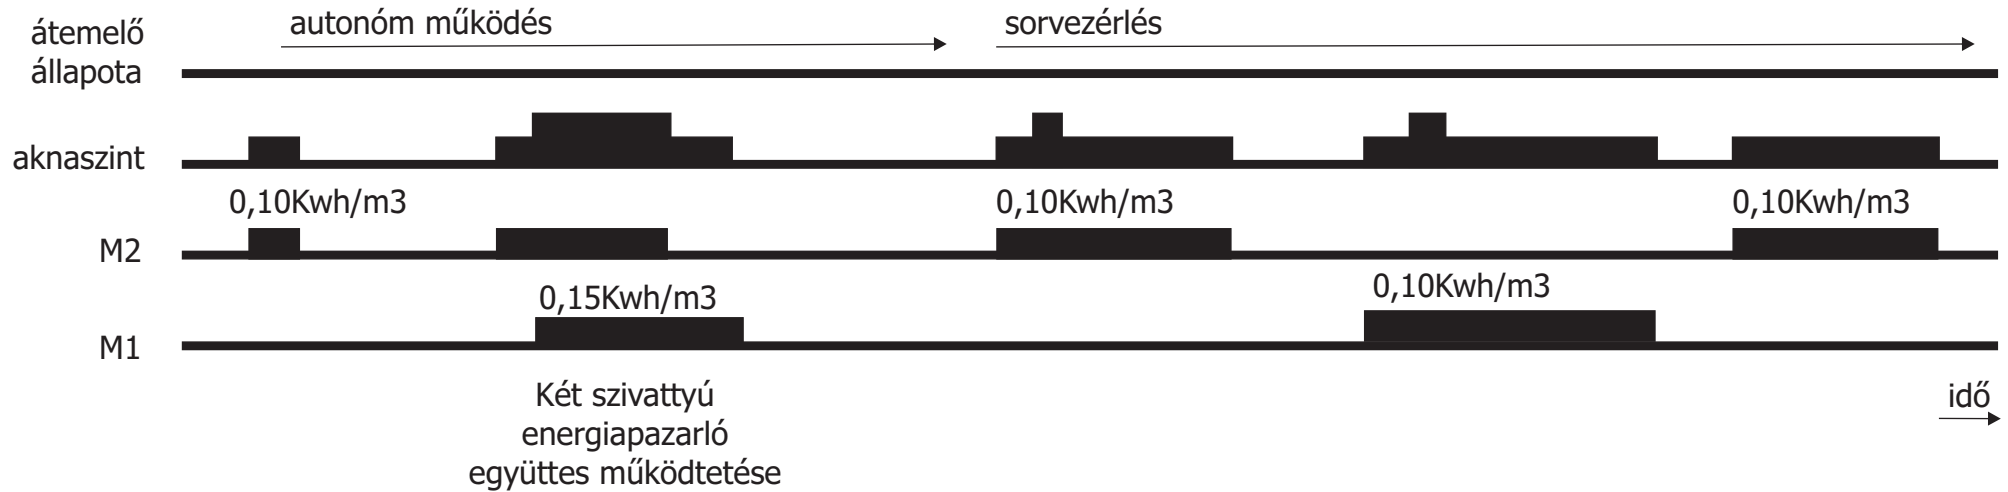 átemelő
állapota
autonóm működés
sorvezérlés
aknaszint
0,10Kwh/m3
0,10Kwh/m3
0,10Kwh/m3
M2
0,15Kwh/m3
0,10Kwh/m3
M1
Két szivattyú
energiapazarló
együttes működtetése
idő